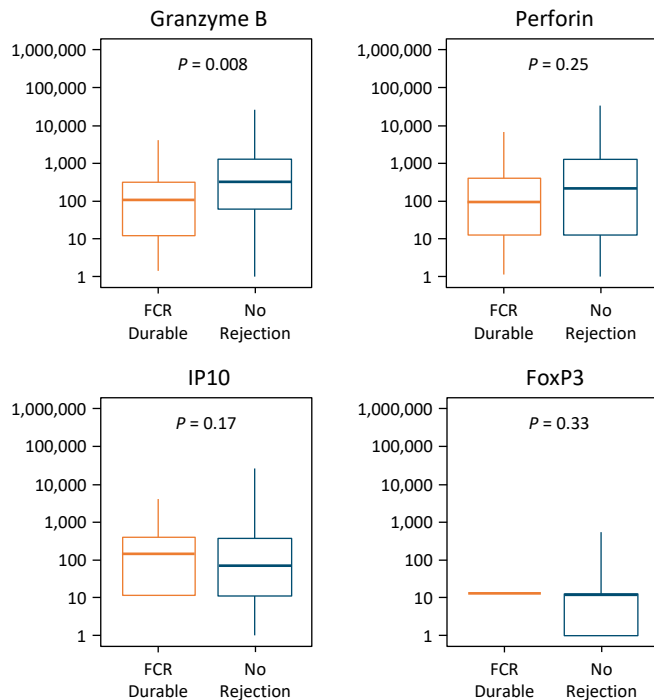 Granzyme B
1,000,000
100,000
10,000
1,000
100
10
1
P = 0.008
FCR
Durable
No
Rejection
Perforin
1,000,000
100,000
10,000
1,000
100
10
1
P = 0.25
FCR
Durable
No
Rejection
IP10
1,000,000
100,000
10,000
1,000
100
10
1
P = 0.17
FCR
Durable
No
Rejection
FoxP3
1,000,000
100,000
10,000
1,000
100
10
1
P = 0.33
FCR
Durable
No
Rejection